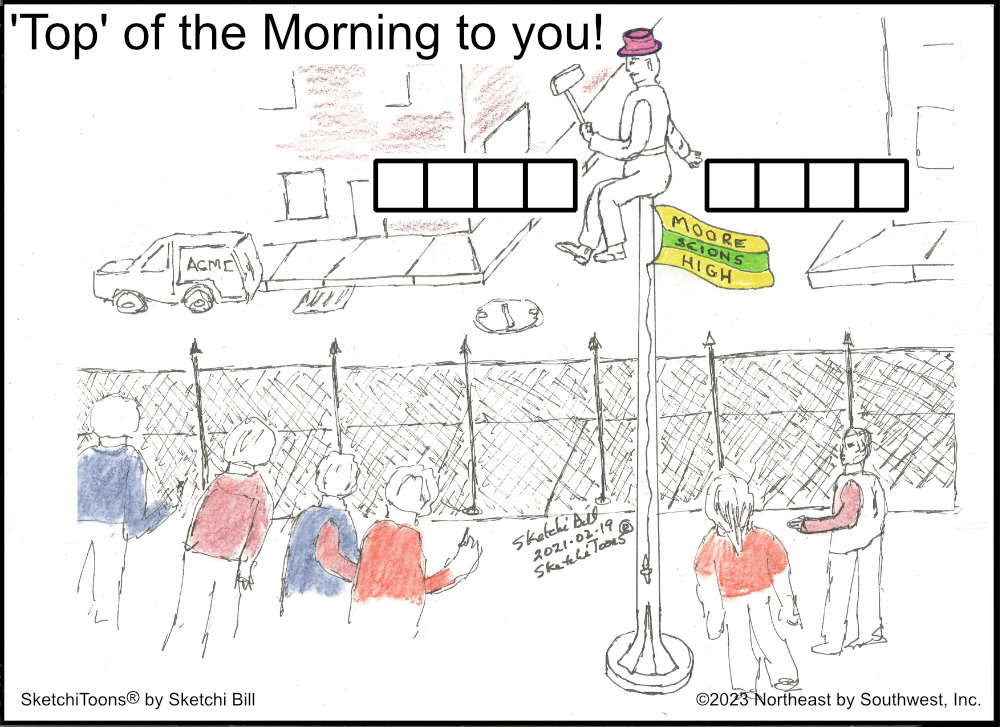 'Top' of the Morning to you!
ACME
MOORE
SCIONS
HIGH
Sketchi Bill
2021.02.19 ®
SketchiToons
SketchiToons® by Sketchi Bill
©2023 Northeast by Southwest, Inc.